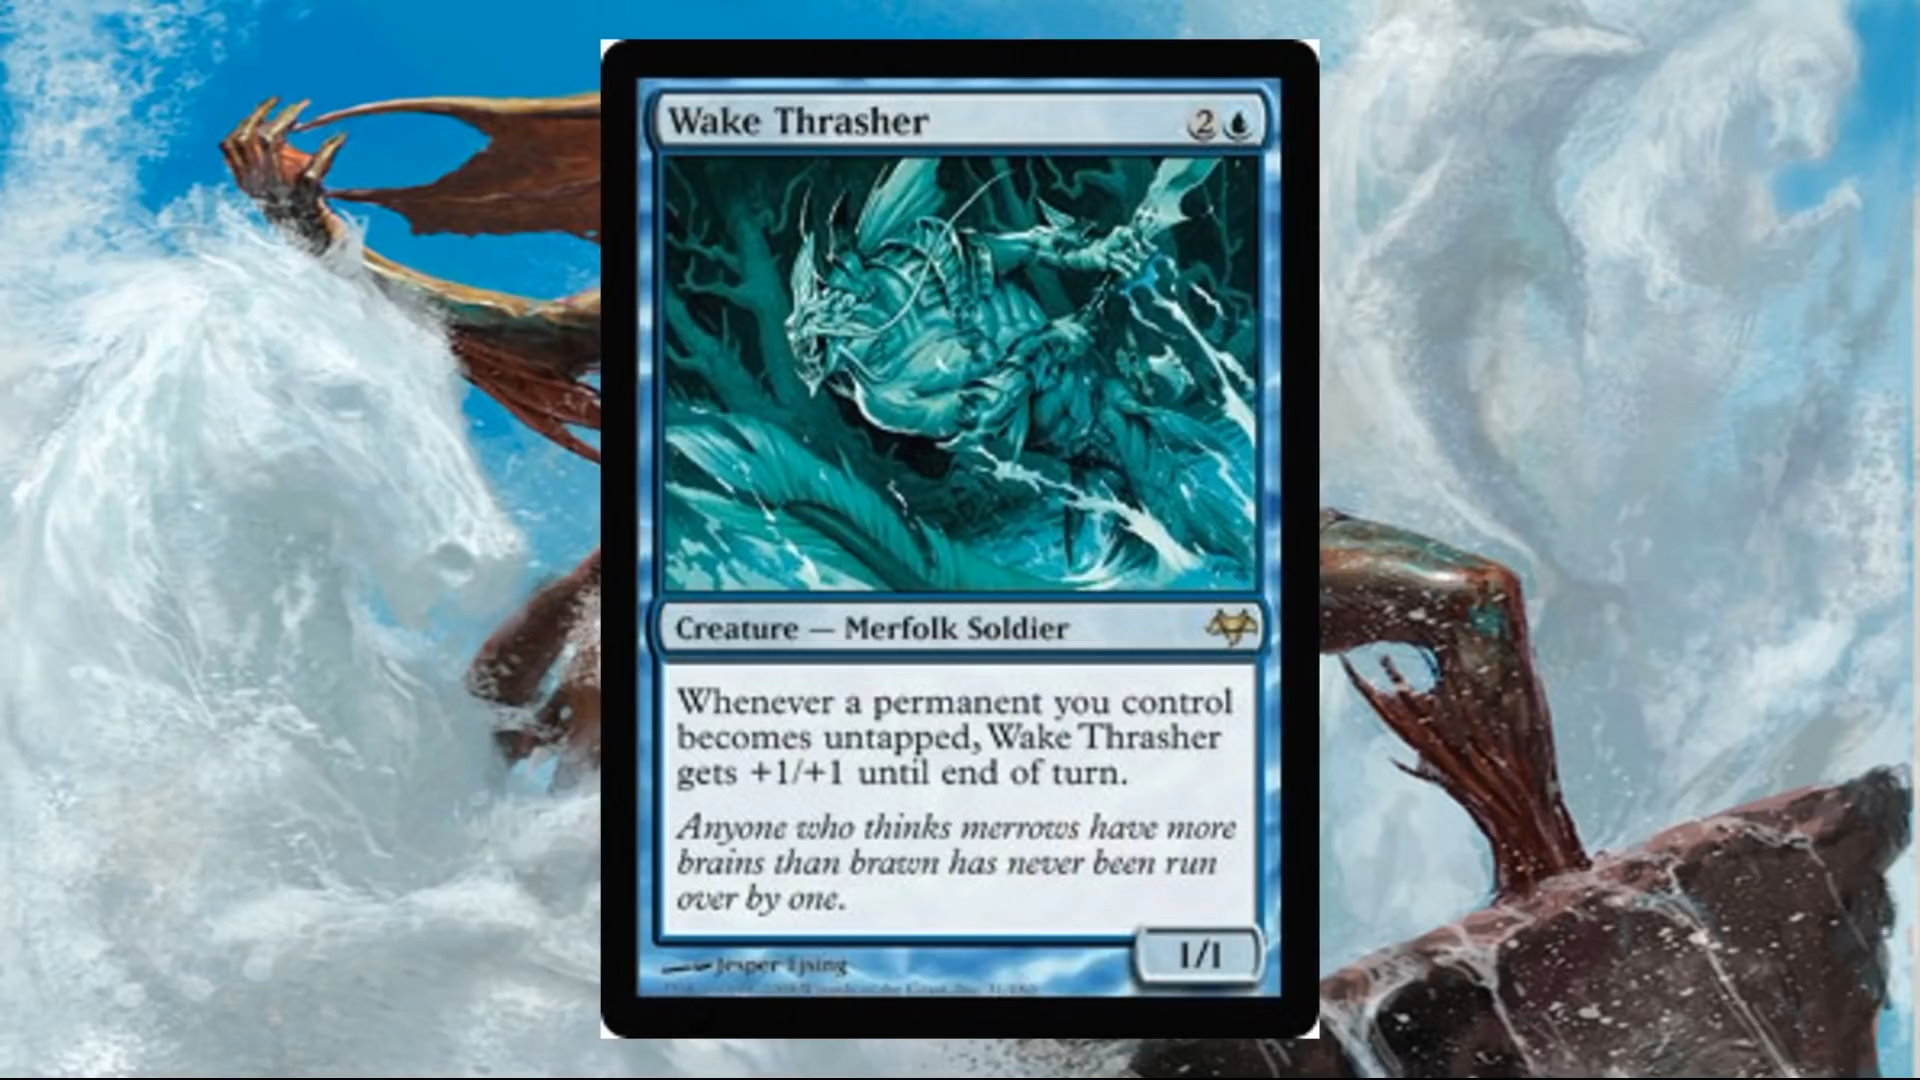 Wake Thrasher 2
Creature — Merfolk Soldier
Whenever a permanent you control
becomes untapped, Wake Thrasher
gets +1/+1 until end of turn.
Anyone who thinks merrows have more
brains than brawn has never been run
over by one.
1/1
Jesper Ejsing